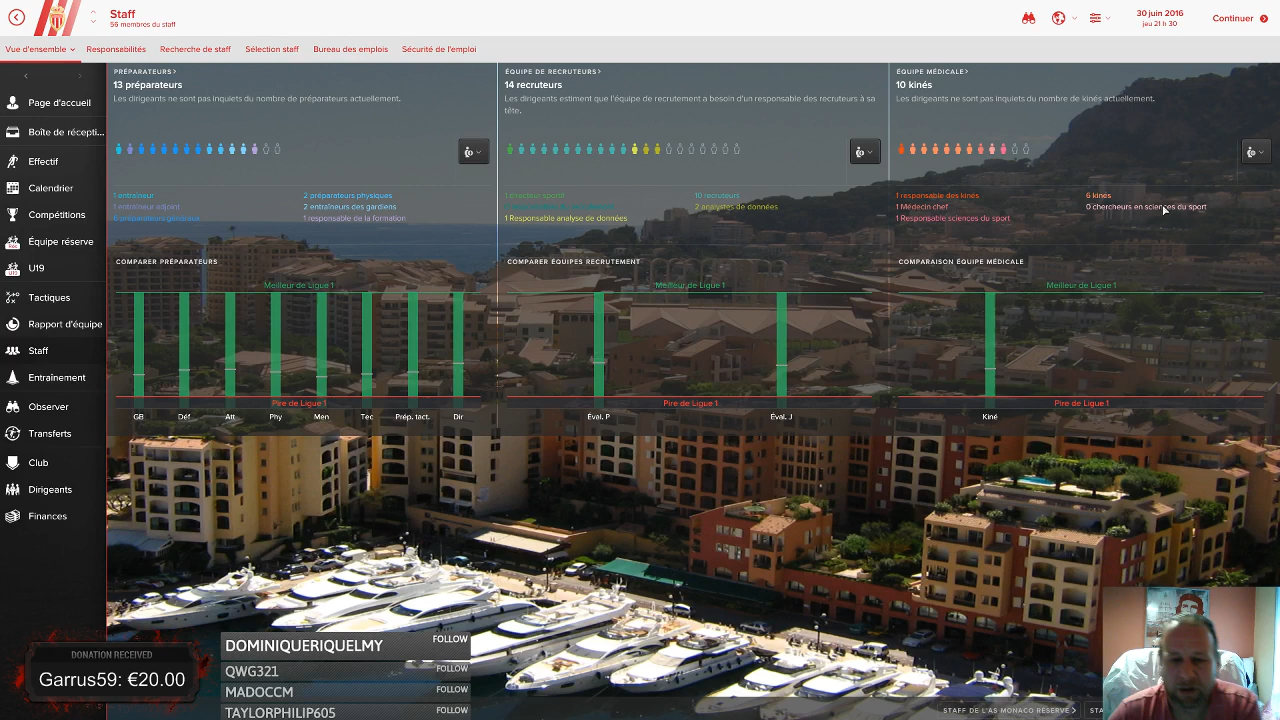 Staff
56 membres du staff
30 juin 2016
jeu 21 h 30
Continuer
Vue d'ensemble
Responsabilités
Recherche de staff
Sélection staff
Bureau des emplois
Sécurité de l'emploi
Page d'accueil
Boîte de récepti...
Effectif
Calendrier
Compétitions
Équipe réserve
U19
Tactiques
Rapport d'équipe
Staff
Entraînement
Observer
Transferts
Club
Dirigeants
Finances
PRÉPARATEURS>
13 préparateurs
Les dirigeants ne sont pas inquiets du nombre de préparateurs actuellement.
1 entraîneur
1 entraîneur adjoint
6 préparateurs généraux
2 préparateurs physiques
2 entraîneurs des gardiens
1 responsable de la formation
COMPARER PRÉPARATEURS
Meilleur de Ligue 1
Pire de Ligue 1
GB Déf Att Phy Men Tec Prép. tact. Dir
ÉQUIPE DE RECRUTEURS>
14 recruteurs
Les dirigeants estiment que l'équipe de recrutement a besoin d'un responsable des recruteurs à sa
tête.
1 directeur sportif
1 Responsable analyse de données
10 recruteurs
2 analystes de données
COMPARER ÉQUIPES RECRUTEMENT
Meilleur de Ligue 1
Pire de Ligue 1
Éval. P Éval. J
ÉQUIPE MÉDICALE>
10 kinés
Les dirigeants ne sont pas inquiets du nombre de kinés actuellement.
1 responsable des kinés
1 Médecin chef
1 Responsable sciences du sport
6 kinés
0 chercheurs en sciences du sport
COMPARAISON ÉQUIPE MÉDICALE
Meilleur de Ligue 1
Pire de Ligue 1
Kiné
DONATION RECEIVED
Garrus59: €20.00
DOMINIQUERIQUELMY FOLLOW
QWG321 FOLLOW
MADOCCM FOLLOW
TAYLORPHILIP605 FOLLOW
STAFF DE L'AS MONACO RÉSERVE >
STA